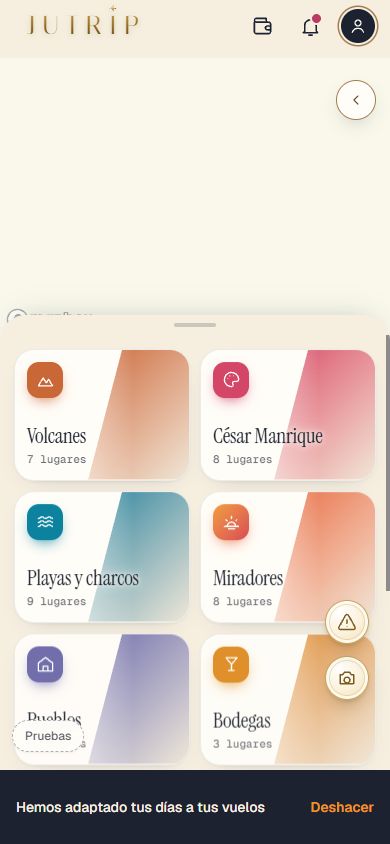 JUTRIP
Volcanes
7 lugares
César Manrique
8 lugares
Playas y charcos
9 lugares
Miradores
8 lugares
Pueblos
Pruebas
Bodegas
3 lugares
Hemos adaptado tus días a tus vuelos
Deshacer